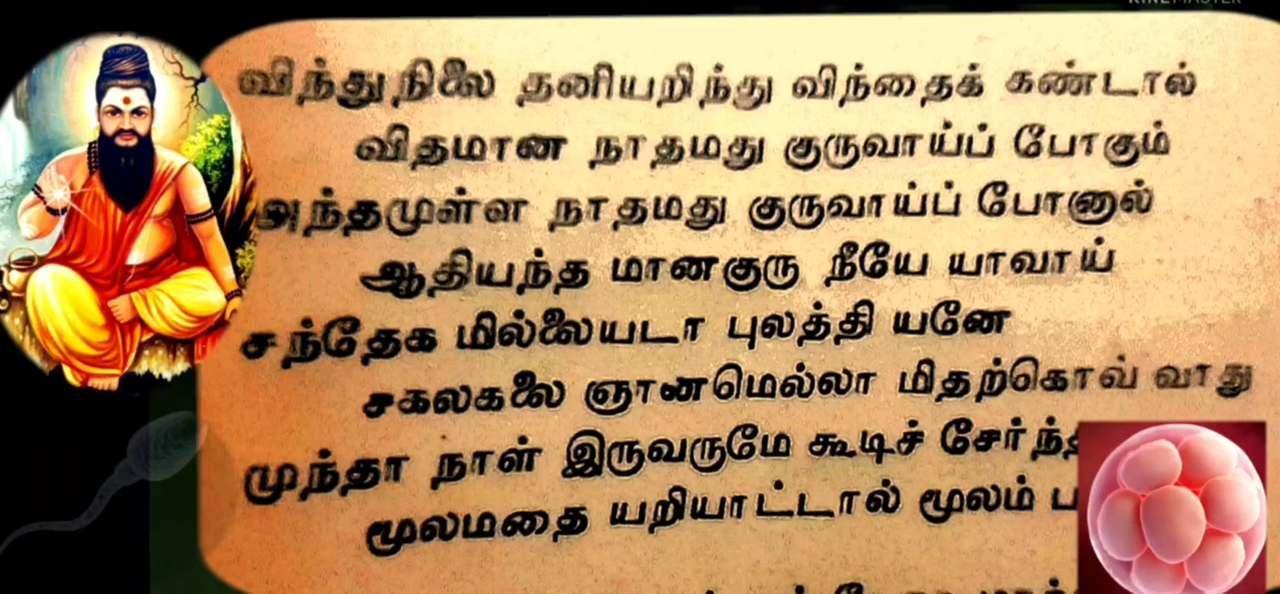 விந்துநிலை தனியறிந்து விந்தைக் கண்டால்
விதமான நாதமது குருவாய்ப் போகும்
அந்தமுள்ள நாதமது குருவாய்ப் போனால்
ஆதியந்த மானகுரு நீயே யாவாய்
சந்தேக மில்லையடா புலத்தி யனே
சகலகலை ஞானமெல்லா மிதற்கொவ் வாது
முந்தா நாள் இருவருமே கூடிச்
மூலமதை யறியாட்டால் மூலம்